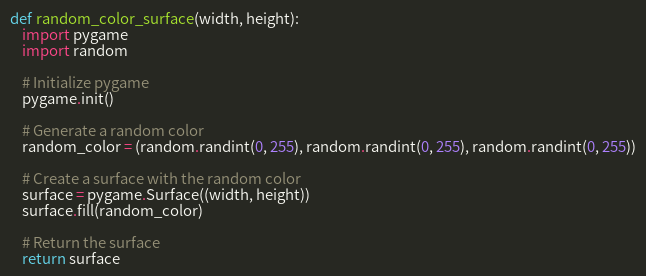 def random_color_surface(width, height):
    import pygame
    import random

    # Initialize pygame
    pygame.init()

    # Generate a random color
    random_color = (random.randint(0, 255), random.randint(0, 255), random.randint(0, 255))

    # Create a surface with the random color
    surface = pygame.Surface((width, height))
    surface.fill(random_color)

    # Return the surface
    return surface